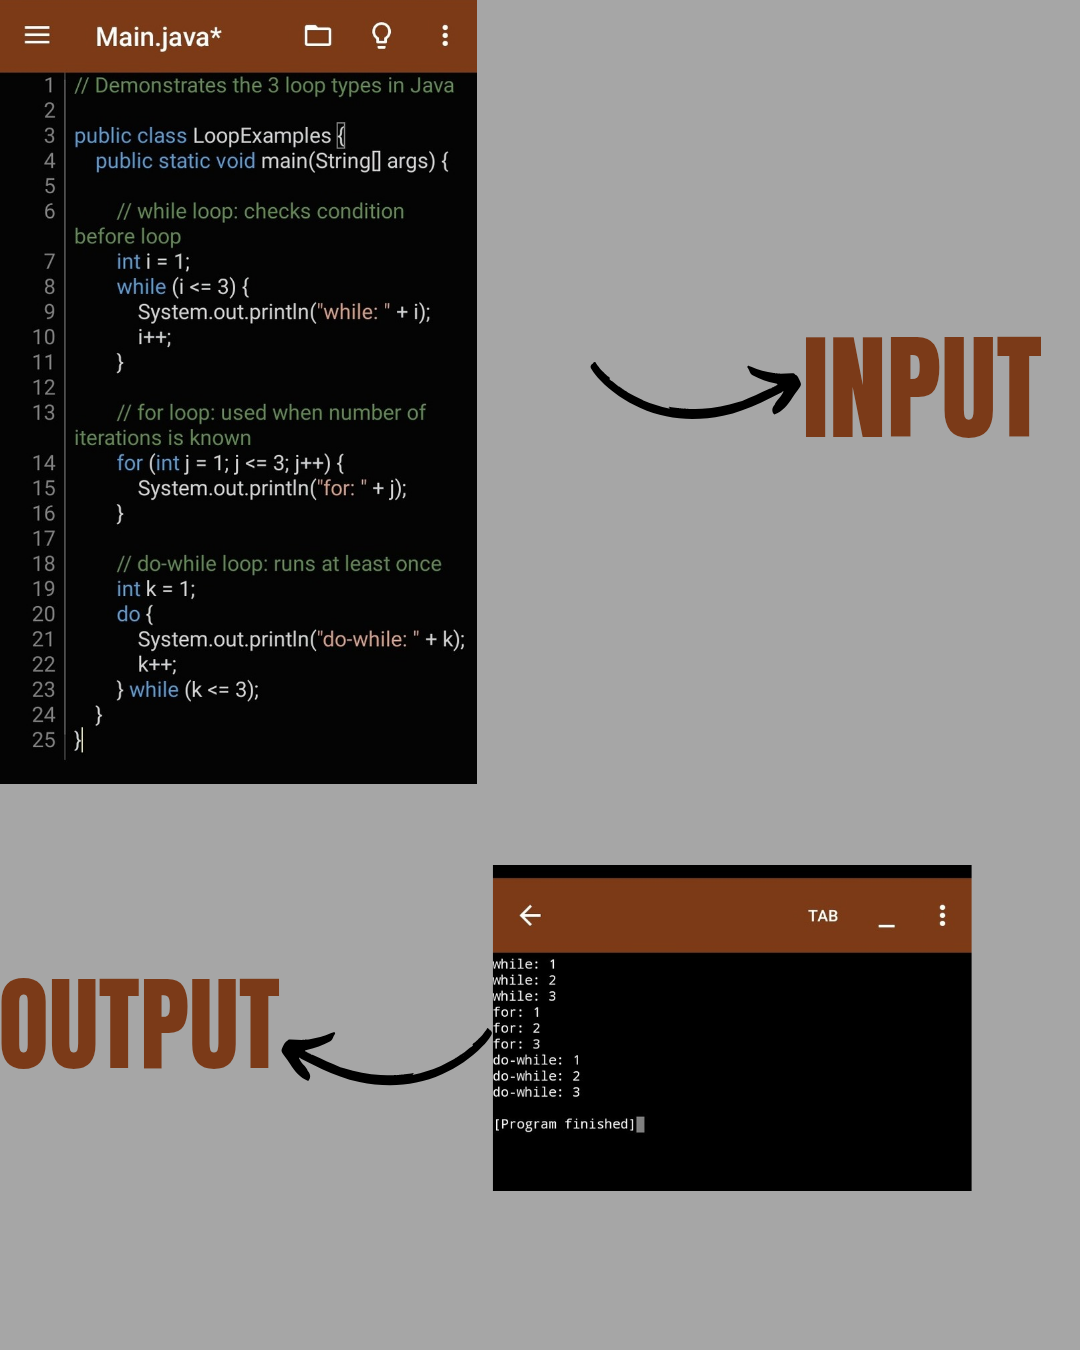 Main.java*
1 // Demonstrates the 3 loop types in Java
2
3 public class LoopExamples {
4 public static void main(String[] args) {
5
6 // while loop: checks condition
before loop
7 int i = 1;
8 while (i <= 3) {
9 System.out.println("while: " + i);
10 i++;
11 }
12
13 // for loop: used when number of
iterations is known
14 for (int j = 1; j <= 3; j++) {
15 System.out.println("for: " + j);
16 }
17
18 // do-while loop: runs at least once
19 int k = 1;
20 do {
21 System.out.println("do-while: " + k);
22 k++;
23 } while (k <= 3);
24 }
25 }
INPUT
OUTPUT
TAB _
while: 1
while: 2
while: 3
for: 1
for: 2
for: 3
do-while: 1
do-while: 2
do-while: 3
[Program finished]